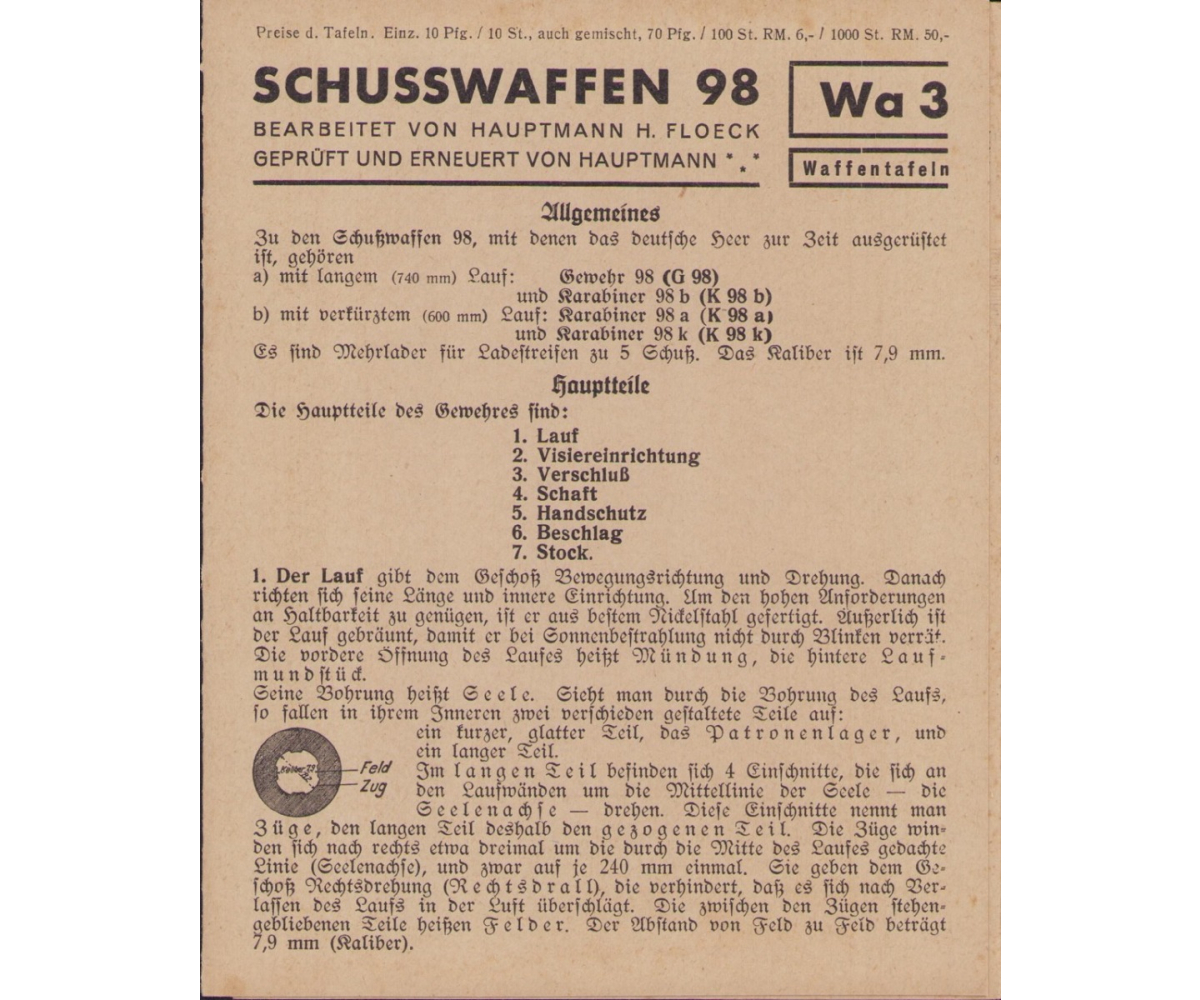 Preise d. Tafeln. Einz. 10 Pfg. / 10 St., auch gemischt, 70 Pfg. / 100 St. RM. 6,- / 1000 St. RM. 50,-
SCHUSSWAFFEN 98
BEARBEITET VON HAUPTMANN H. FLOECK
GEPRÜFT UND ERNEUERT VON HAUPTMANN * * *
Wa 3
Waffentafeln
Allgemeines
Zu den Schußwaffen 98, mit denen das deutsche Heer zur Zeit ausgerüstet
ist, gehören
a) mit langem (740 mm) Lauf: Gewehr 98 (G 98)
und Karabiner 98 b (K 98 b)
b) mit verkürztem (600 mm) Lauf: Karabiner 98 a (K 98 a)
und Karabiner 98 k (K 98 k)
Es sind Mehrlader für Ladestreifen zu 5 Schuß. Das Kaliber ist 7,9 mm.
Hauptteile
Die Hauptteile des Gewehres sind:
1. Lauf
2. Visiereinrichtung
3. Verschluß
4. Schaft
5. Handschutz
6. Beschlag
7. Stock.
1. Der Lauf gibt dem Geschoß Bewegungsrichtung und Drehung. Danach
richten sich seine Länge und innere Einrichtung. Um den hohen Anforderungen
an Haltbarkeit zu genügen, ist er aus bestem Nickelstahl gefertigt. Äußerlich ist
der Lauf gebräunt, damit er bei Sonnenbestrahlung nicht durch Blinken verrät.
Die vordere Öffnung des Laufes heißt Mündung, die hintere Lauf-
mundstück.
Seine Bohrung heißt Seele. Sieht man durch die Bohrung des Laufs,
so fallen in ihrem Inneren zwei verschieden gestaltete Teile auf:
ein kurzer, glatter Teil, das Patronenlager, und
ein langer Teil.
Feld
Zug
Im langen Teil befinden sich 4 Einschnitte, die sich an
den Laufwänden um die Mittellinie der Seele — die
Seelenachse — drehen. Diese Einschnitte nennt man
Züge, den langen Teil deshalb den gezogenen Teil. Die Züge win-
den sich nach rechts etwa dreimal um die durch die Mitte des Laufes gedachte
Linie (Seelenachse), und zwar auf je 240 mm einmal. Sie geben dem Ge-
schoß Rechtsdrehung (Rechtsdrall), die verhindert, daß es sich nach Ver-
lassen des Laufs in der Luft überschlägt. Die zwischen den Zügen stehen-
gebliebenen Teile heißen Felder. Der Abstand von Feld zu Feld beträgt
7,9 mm (Kaliber).